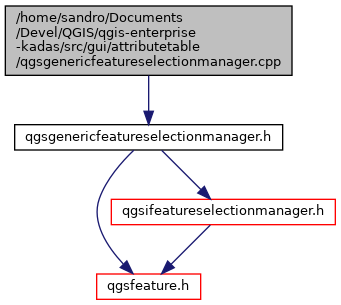 /home/sandro/Documents
/Devel/QGIS/qgis-enterprise
-kadas/src/gui/attributetable
/qgsgenericfeatureselectionmanager.cpp
qgsgenericfeatureselectionmanager.h
qgsifeatureselectionmanager.h
qgsfeature.h